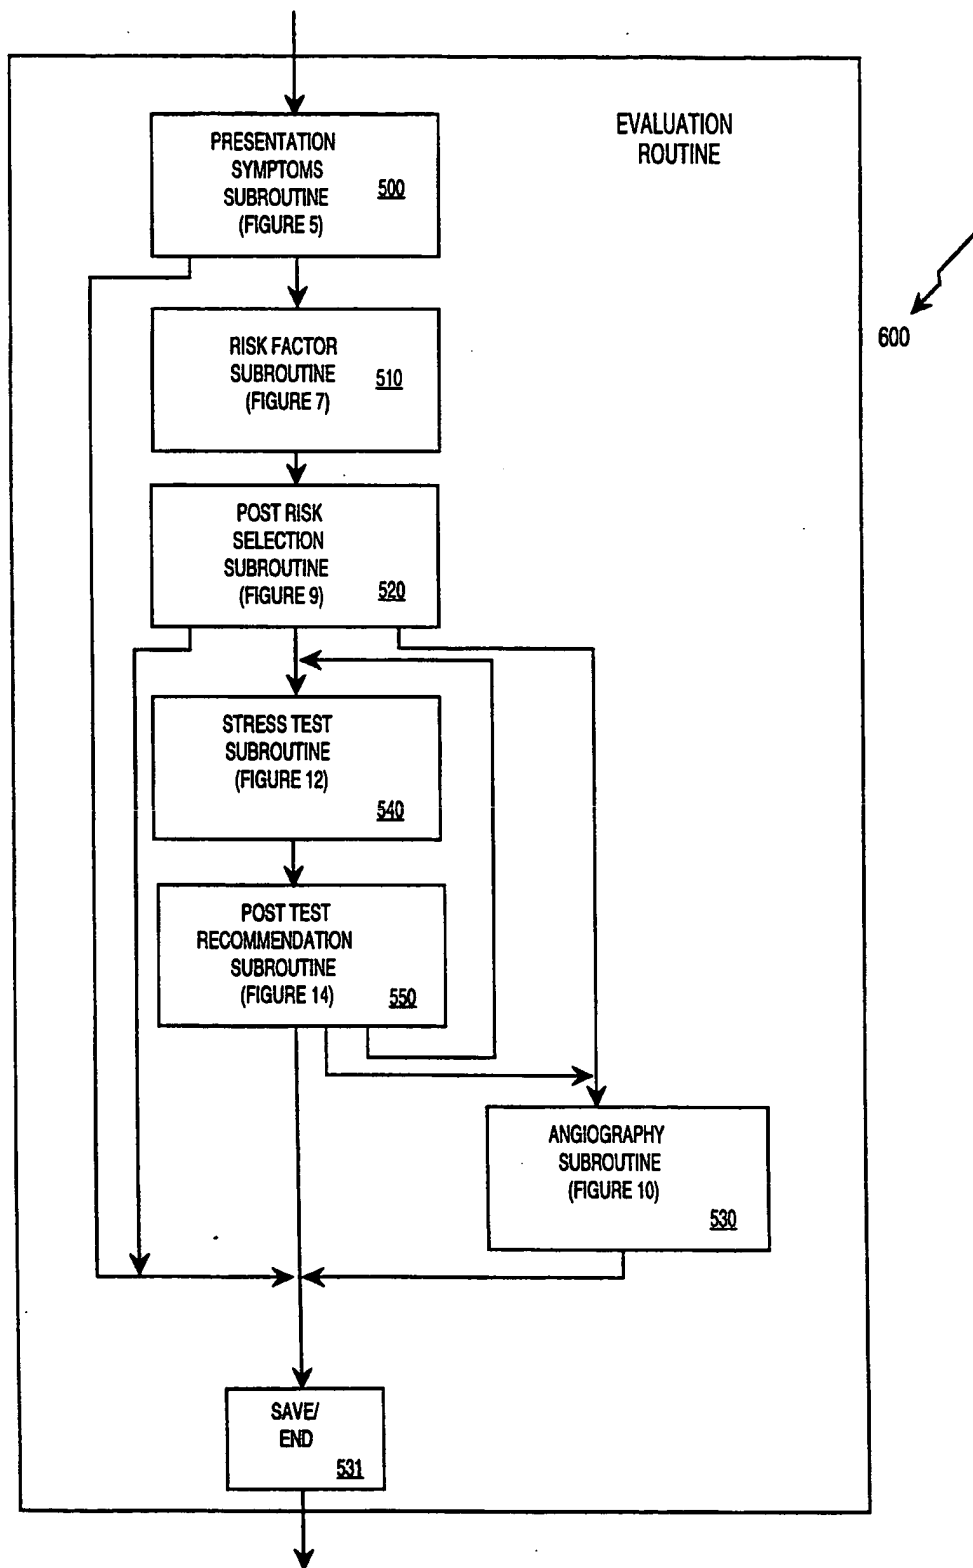 EVALUATION
ROUTINE
PRESENTATION
SYMPTOMS
SUBROUTINE
(FIGURE 5)
500
600
RISK FACTOR
SUBROUTINE
(FIGURE 7)
510
POST RISK
SELECTION
SUBROUTINE
(FIGURE 9)
520
STRESS TEST
SUBROUTINE
(FIGURE 12)
540
POST TEST
RECOMMENDATION
SUBROUTINE
(FIGURE 14)
550
ANGIOGRAPHY
SUBROUTINE
(FIGURE 10)
530
SAVE/
END
531